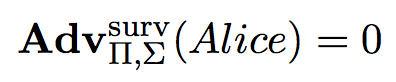 Adv^{surv}_{Π,Σ}(Alice) = 0